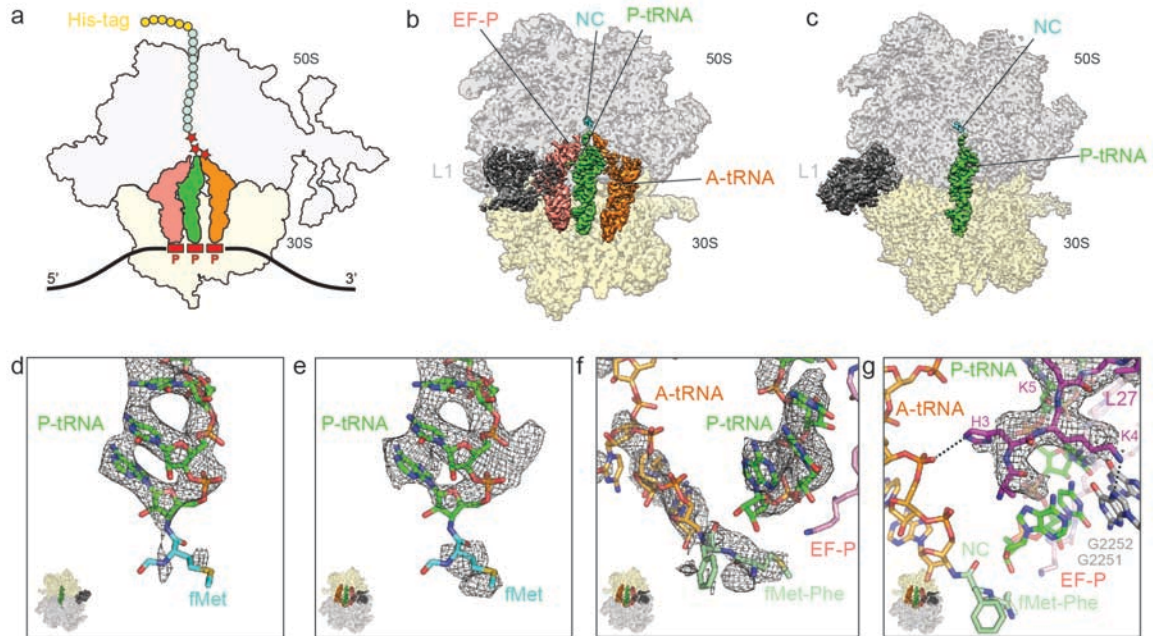 a
His-tag
50S
30S
P P P
5'
3'
b
EF-P
NC
P-tRNA
50S
L1
A-tRNA
30S
c
NC
50S
L1
P-tRNA
30S
d
P-tRNA
fMet
e
P-tRNA
fMet
f
A-tRNA
P-tRNA
EF-P
fMet-Phe
g
P-tRNA
K5
L27
A-tRNA
H3
K4
G2252
G2251
NC
EF-P
fMet-Phe